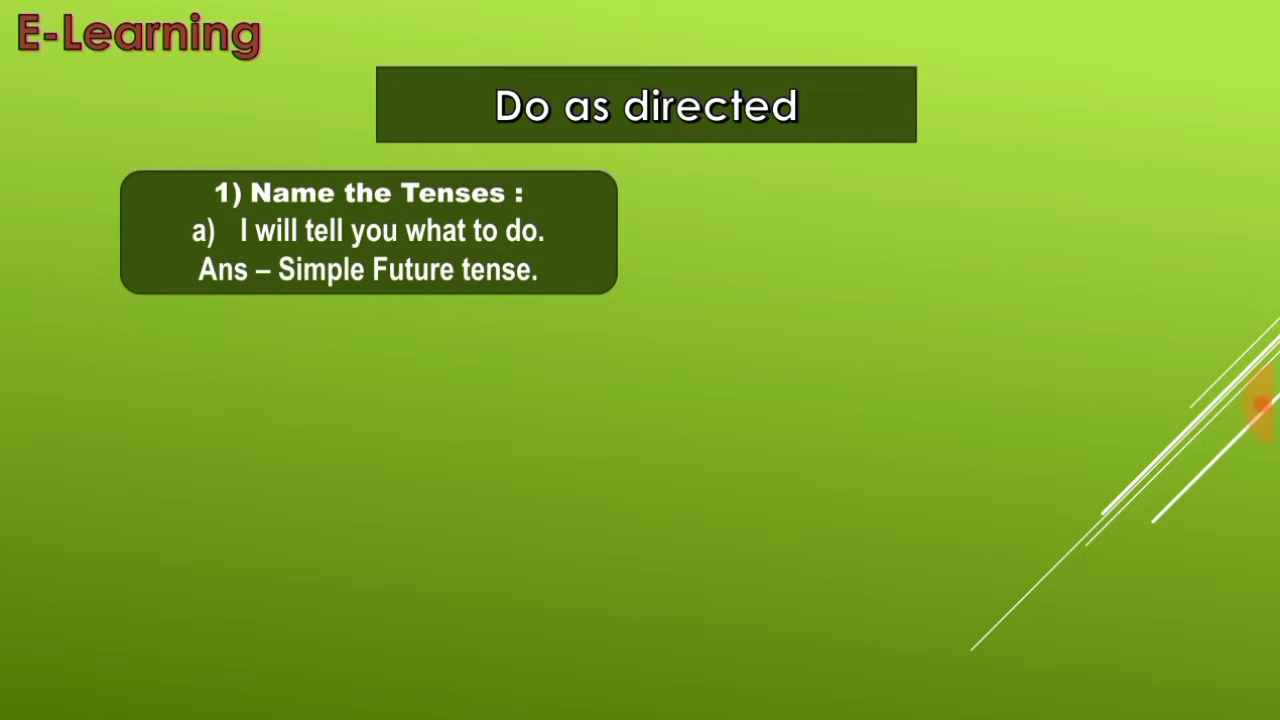 E-Learning
Do as directed
1) Name the Tenses :
a) I will tell you what to do.
Ans – Simple Future tense.